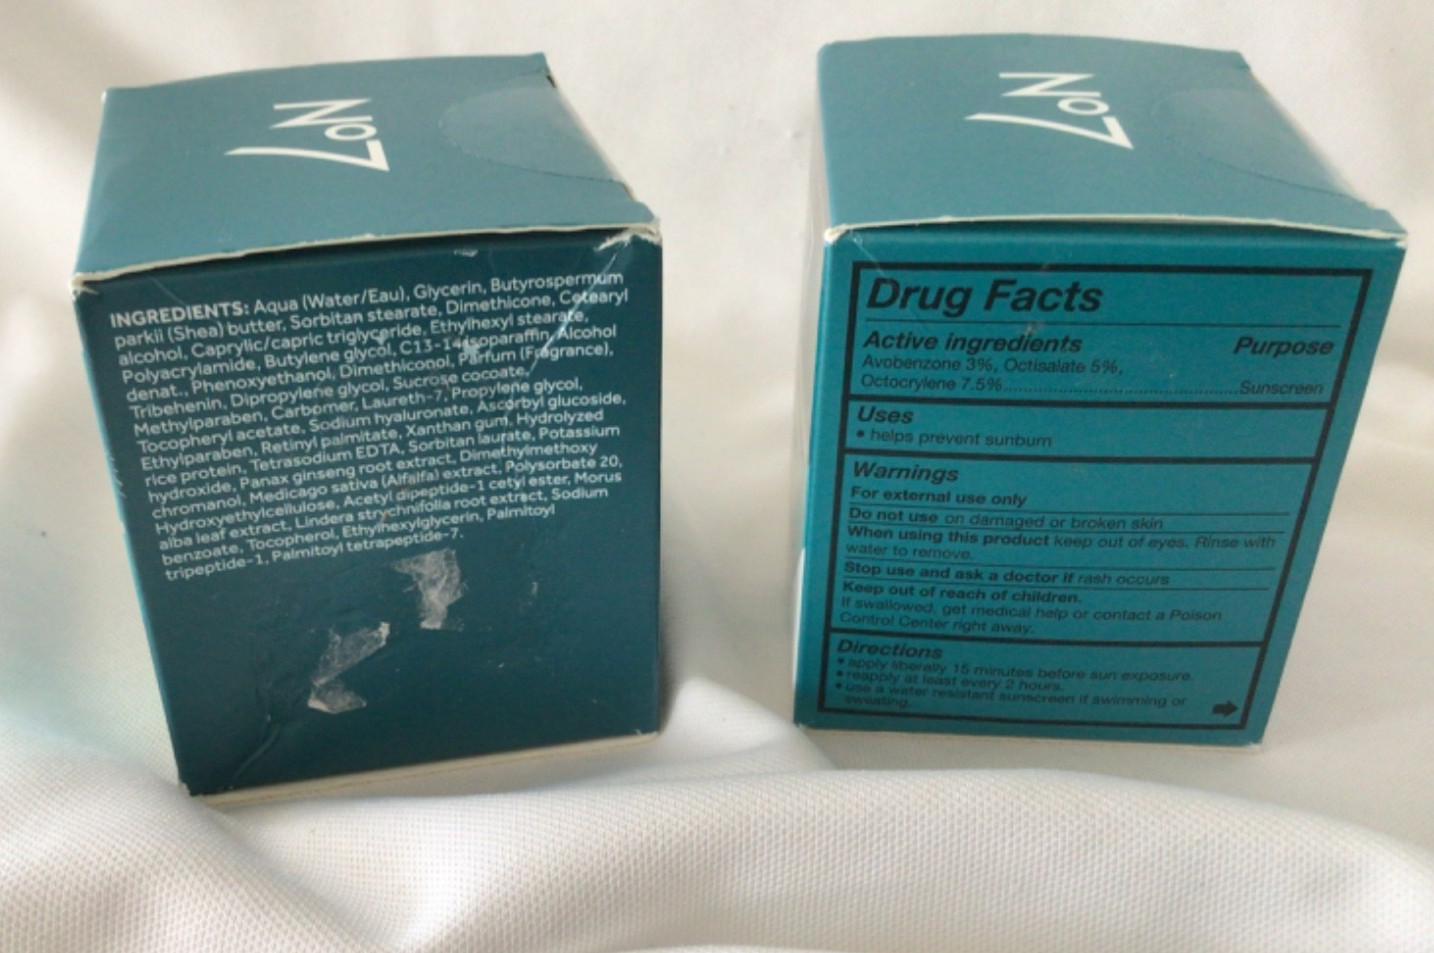 No7
INGREDIENTS: Aqua (Water/Eau), Glycerin, Butyrospermum
parkii (Shea) butter, Sorbitan stearate, Dimethicone, Cetearyl
alcohol, Caprylic/capric triglyceride, Ethylhexyl stearate,
Polyacrylamide, Butylene glycol, C13-14 Isoparaffin, Alcohol
denat., Phenoxyethanol, Dimethiconol, Parfum (Fragrance),
Tribehenin, Dipropylene glycol, Sucrose cocoate,
Methylparaben, Carbomer, Laureth-7, Propylene glycol,
Tocopheryl acetate, Sodium hyaluronate, Ascorbyl glucoside,
Ethylparaben, Retinyl palmitate, Xanthan gum, Hydrolyzed
rice protein, Tetrasodium EDTA, Sorbitan laurate, Potassium
hydroxide, Panax ginseng root extract, Dimethylmethoxy
chromanol, Medicago sativa (Alfalfa) extract, Polysorbate 20,
Hydroxyethylcellulose, Acetyl dipeptide-1 cetyl ester, Morus
alba leaf extract, Lindera strychnifolia root extract, Sodium
benzoate, Tocopherol, Ethylhexylglycerin, Palmitoyl
tripeptide-1, Palmitoyl tetrapeptide-7.
No7
Drug Facts
Active ingredients Purpose
Avobenzone 3%, Octisalate 5%,
Octocrylene 7.5%..........................................Sunscreen
Uses
• helps prevent sunburn
Warnings
For external use only
Do not use on damaged or broken skin
When using this product keep out of eyes. Rinse with
water to remove.
Stop use and ask a doctor if rash occurs
Keep out of reach of children.
If swallowed, get medical help or contact a Poison
Control Center right away.
Directions
• apply liberally 15 minutes before sun exposure.
• reapply at least every 2 hours.
• use a water resistant sunscreen if swimming or
sweating.